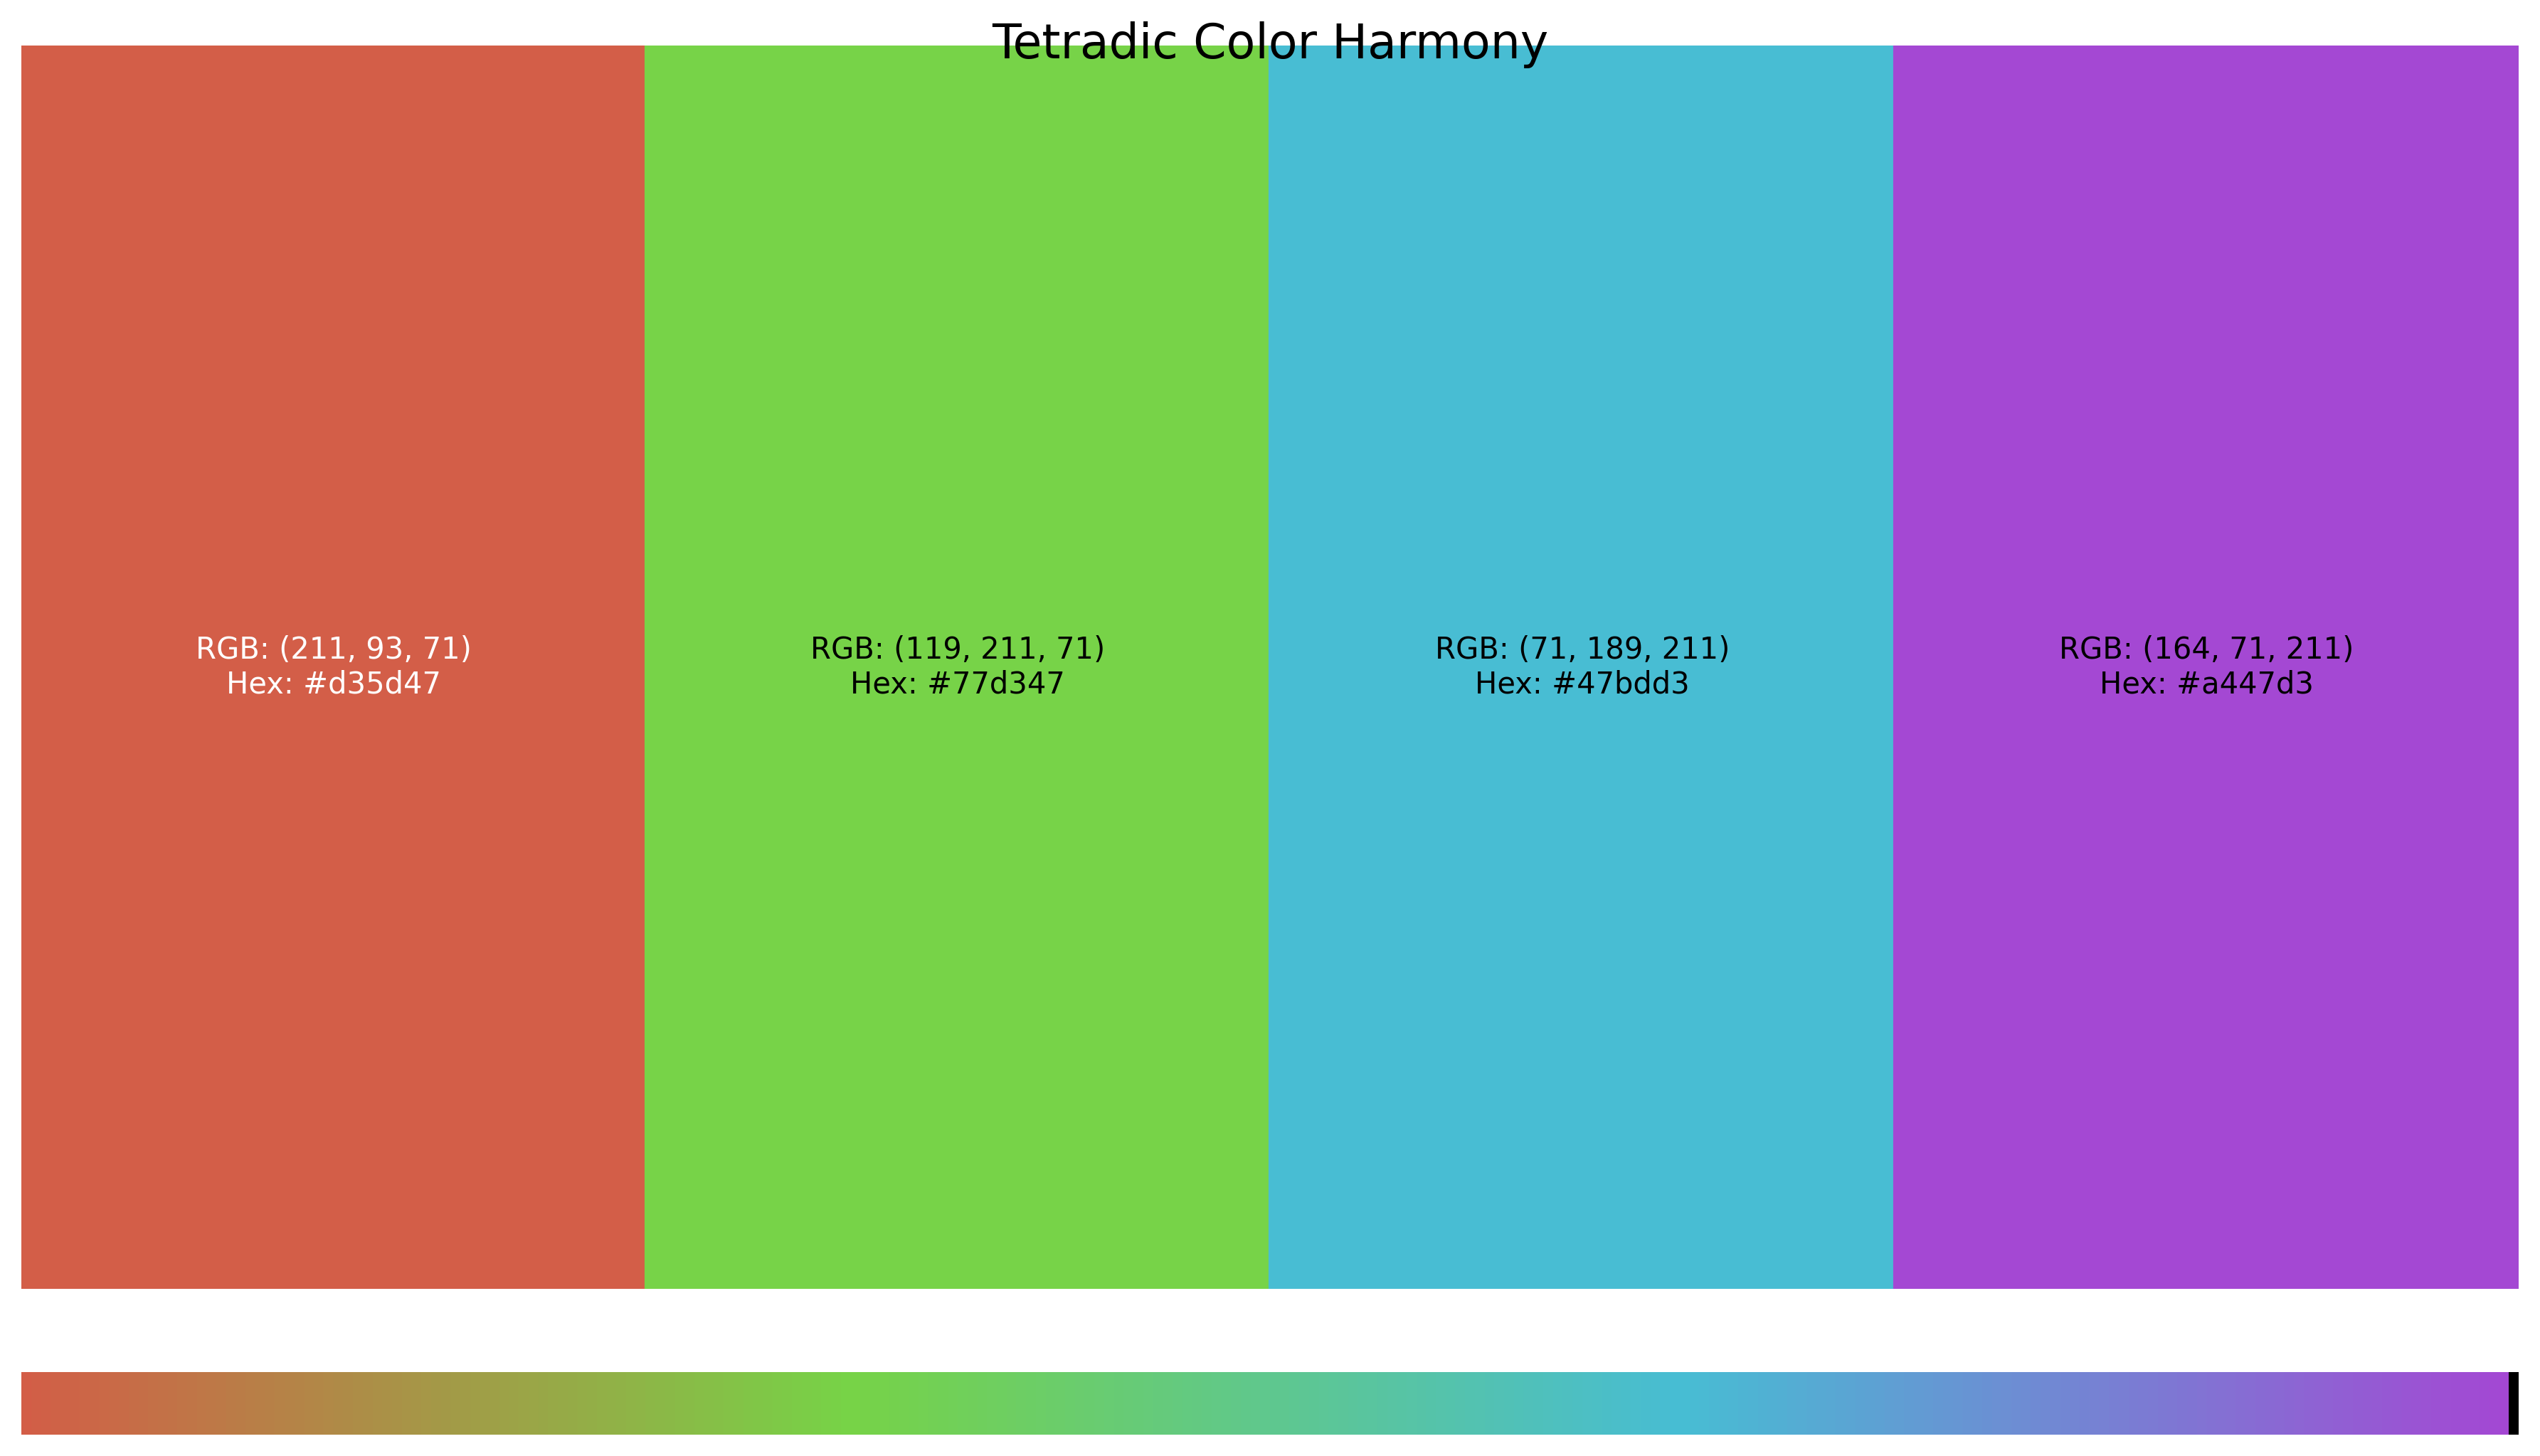 Tetradic Color Harmony
RGB: (211, 93, 71)
Hex: #d35d47
RGB: (119, 211, 71)
Hex: #77d347
RGB: (71, 189, 211)
Hex: #47bdd3
RGB: (164, 71, 211)
Hex: #a447d3